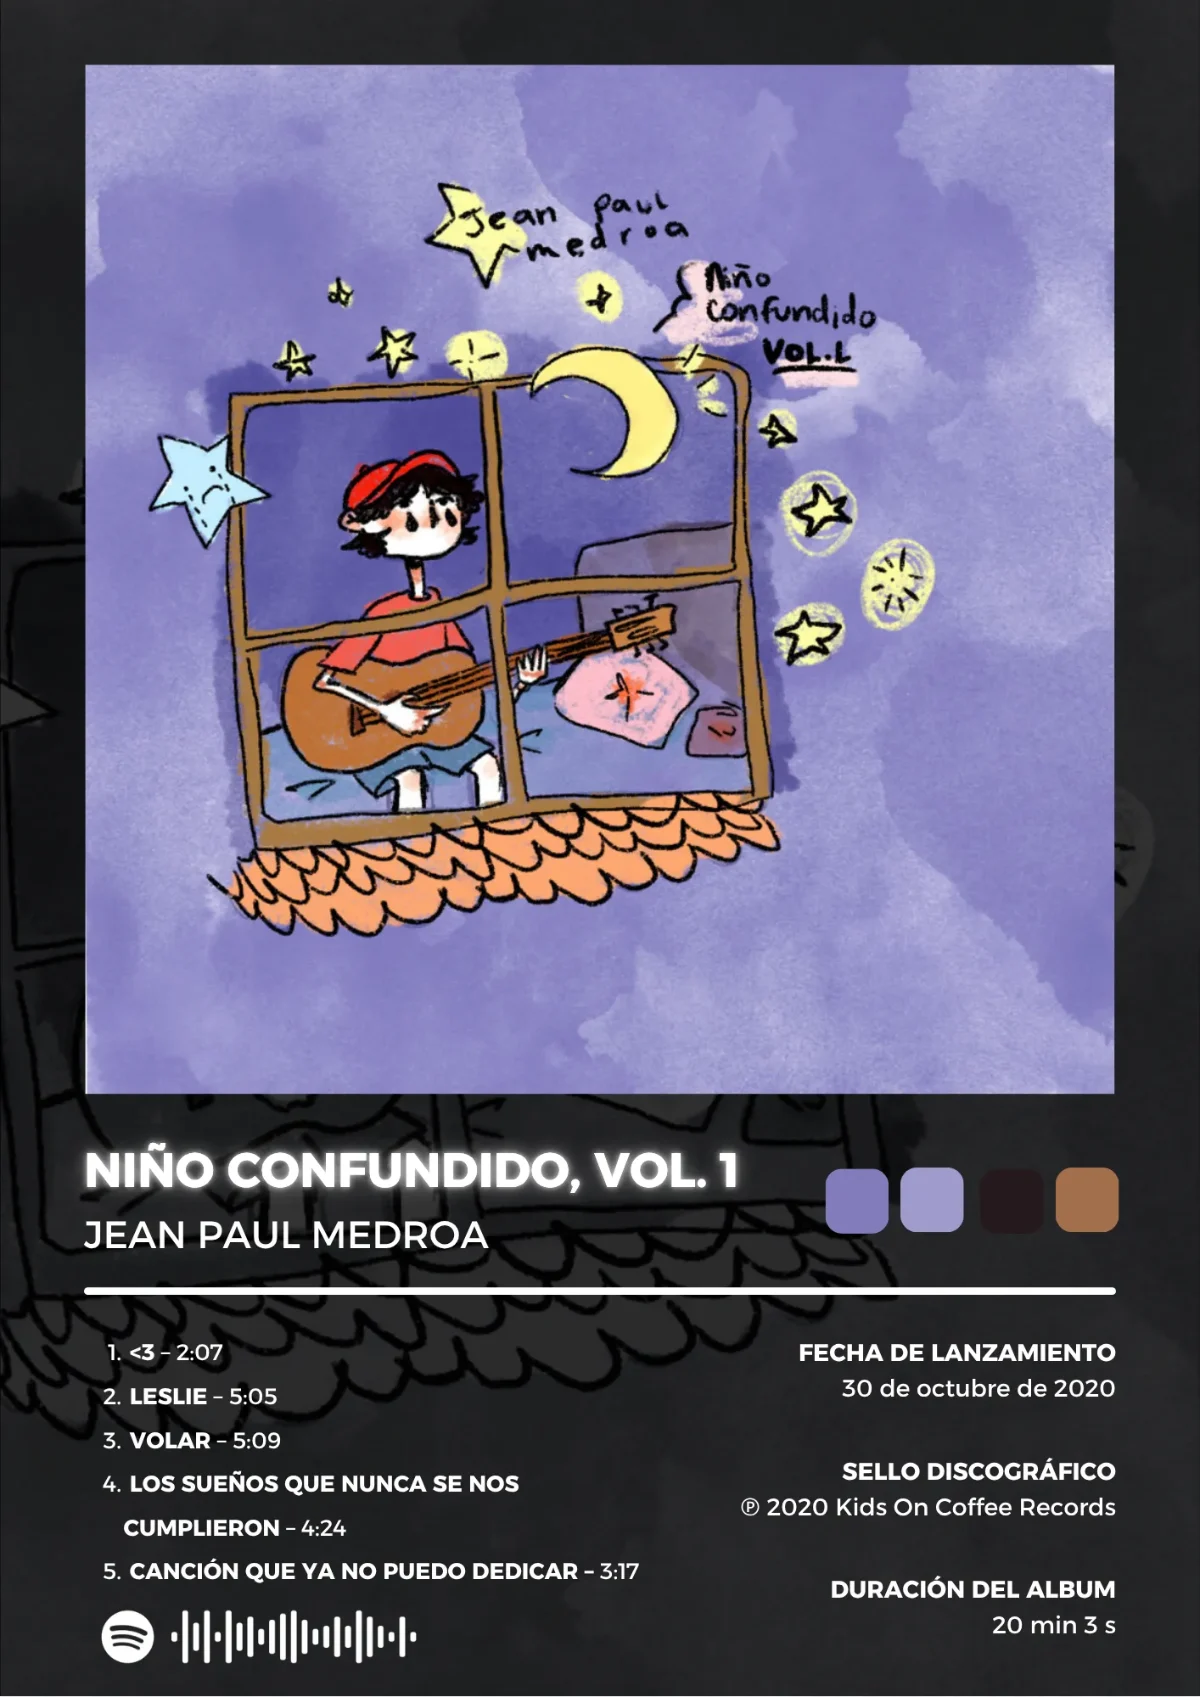 Jean paul
medroa
Niño
Confundido
VOL.1
NIÑO CONFUNDIDO, VOL. 1
JEAN PAUL MEDROA
1. <3 – 2:07
2. LESLIE – 5:05
3. VOLAR – 5:09
4. LOS SUEÑOS QUE NUNCA SE NOS
CUMPLIERON – 4:24
5. CANCIÓN QUE YA NO PUEDO DEDICAR – 3:17
FECHA DE LANZAMIENTO
30 de octubre de 2020
SELLO DISCOGRÁFICO
℗ 2020 Kids On Coffee Records
DURACIÓN DEL ALBUM
20 min 3 s